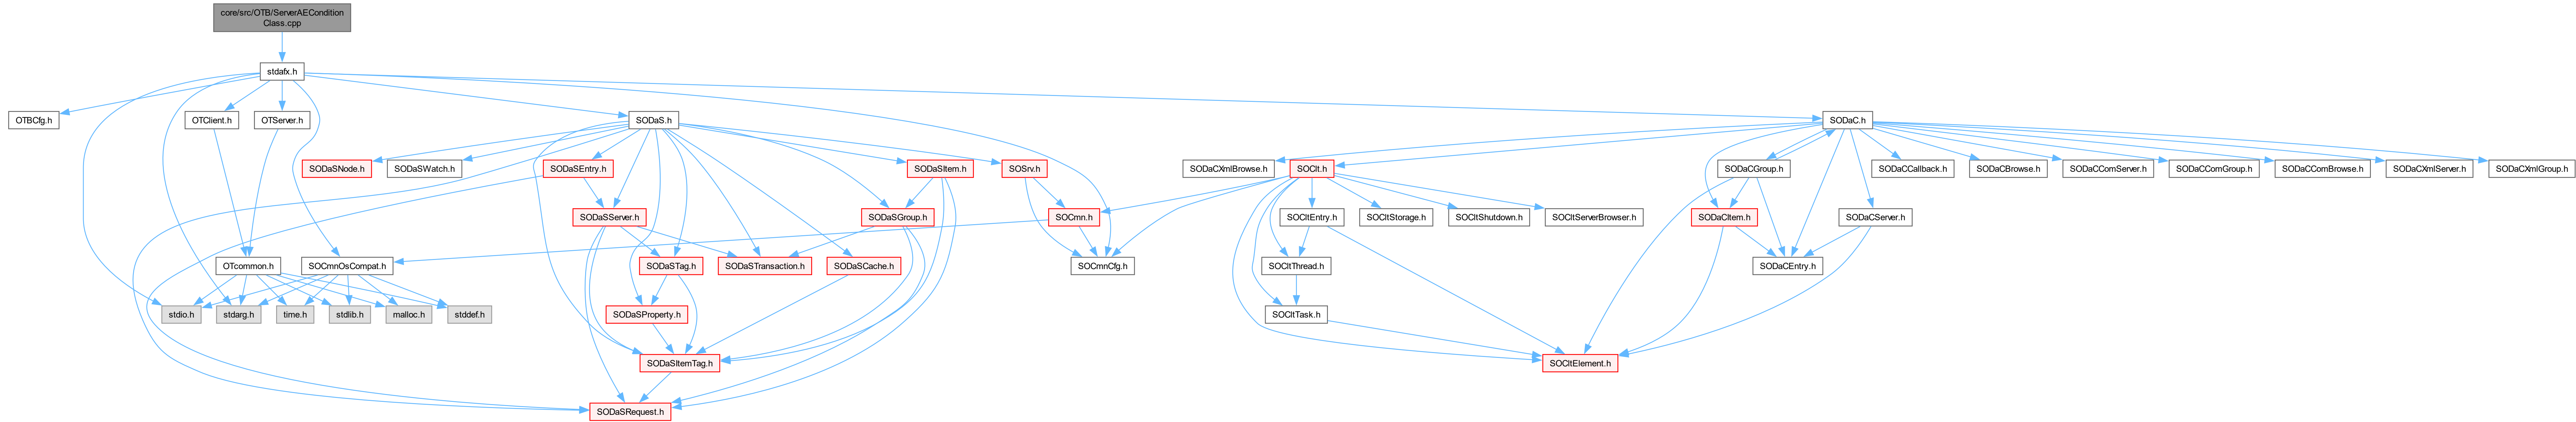 core/src/OTB/ServerAECondition
Class.cpp
stdafx.h
OTBCfg.h
OTClient.h
OTServer.h
SODaS.h
SODaC.h
SODaSNode.h
SODaSWatch.h
SODaSEntry.h
SODaSItem.h
SOSrv.h
SODaCXmlBrowse.h
SOClt.h
SODaCGroup.h
SODaCCallback.h
SODaCBrowse.h
SODaCComServer.h
SODaCComGroup.h
SODaCComBrowse.h
SODaCXmlServer.h
SODaCXmlGroup.h
SODaSServer.h
SODaSGroup.h
SOCmn.h
SOCltEntry.h
SOCltStorage.h
SOCltShutdown.h
SOCltServerBrowser.h
SODaCItem.h
SODaCServer.h
OTcommon.h
SOCmnOsCompat.h
SODaSTag.h
SODaSTransaction.h
SODaSCache.h
SOCmnCfg.h
SOCltThread.h
SODaCEntry.h
stdio.h
stdarg.h
time.h
stdlib.h
malloc.h
stddef.h
SODaSProperty.h
SOCltTask.h
SODaSItemTag.h
SOCltElement.h
SODaSRequest.h